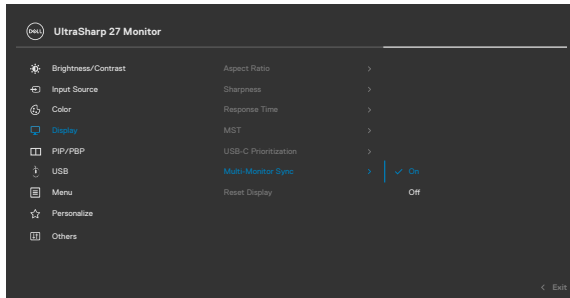 DELL UltraSharp 27 Monitor
Brightness/Contrast Aspect Ratio >
Input Source Sharpness >
Color Response Time >
Display MST >
PIP/PBP USB-C Prioritization >
USB Multi-Monitor Sync > ✓ On
Menu Reset Display Off
Personalize
Others
< Exit